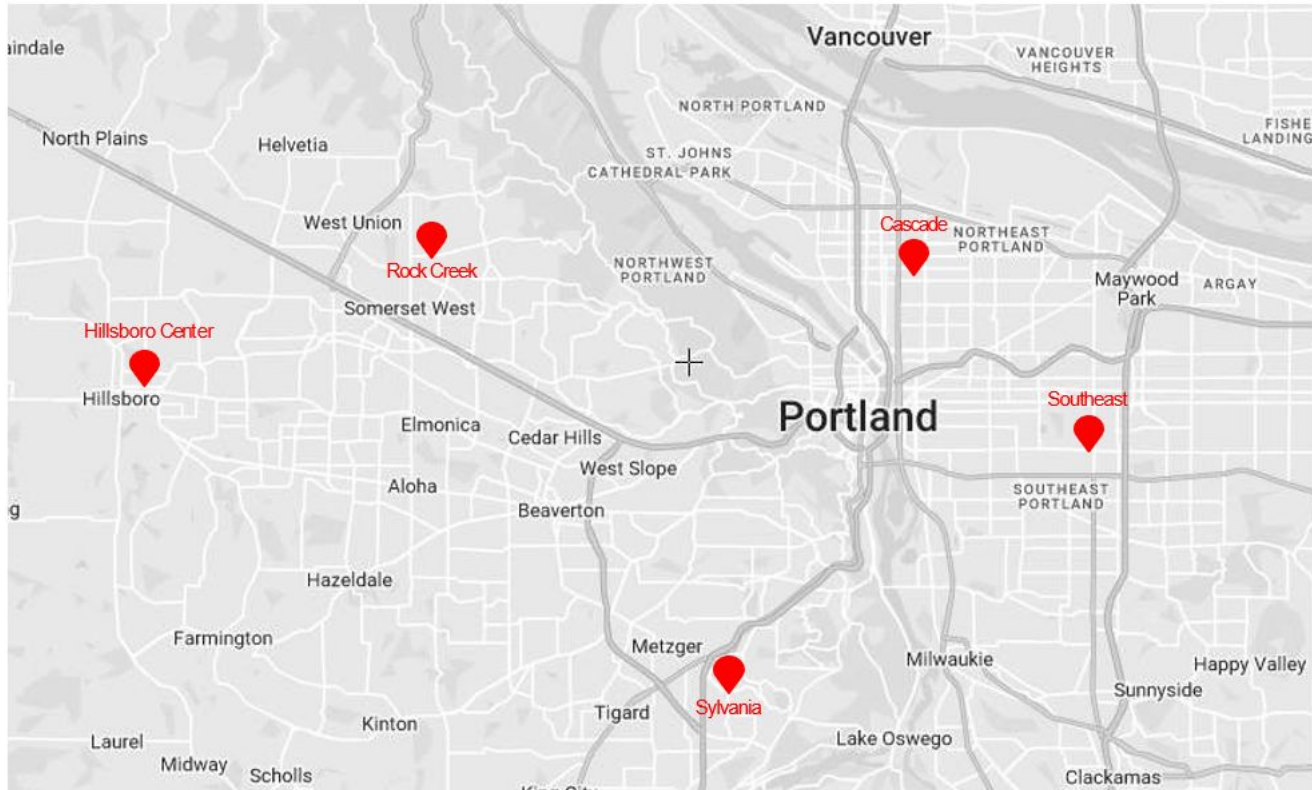 Vancouver
VANCOUVER
HEIGHTS
NORTH PORTLAND
North Plains
Helvetia
ST. JOHNS
CATHEDRAL PARK
West Union
Rock Creek
Cascade
NORTHEAST
PORTLAND
NORTHWEST
PORTLAND
Maywood
Park
ARGAY
Somerset West
Hillsboro Center
Hillsboro
Portland
Southeast
Elmonica
Cedar Hills
West Slope
Aloha
Beaverton
SOUTHEAST
PORTLAND
Hazeldale
Farmington
Metzger
Milwaukie
Happy Valley
Sunnyside
Sylvania
Tigard
Kinton
Laurel
Midway
Scholls
Lake Oswego
Clackamas